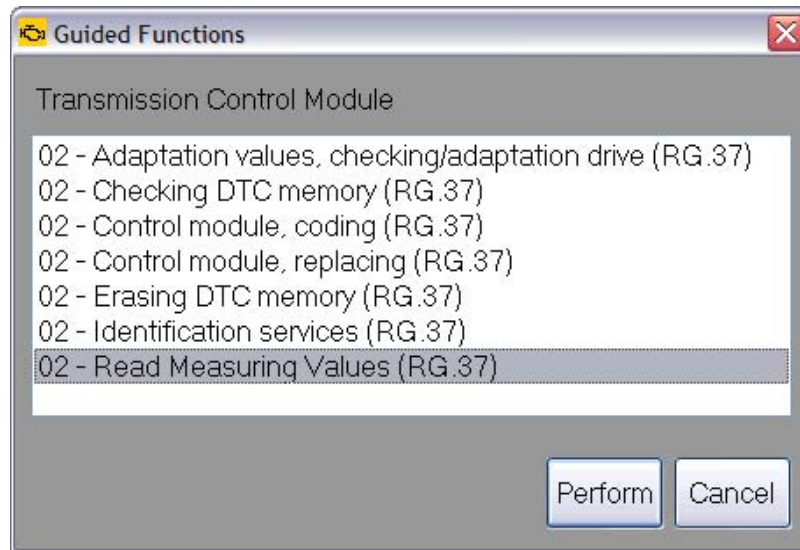 Guided Functions
Transmission Control Module
02 - Adaptation values, checking/adaptation drive (RG.37)
02 - Checking DTC memory (RG.37)
02 - Control module, coding (RG.37)
02 - Control module, replacing (RG.37)
02 - Erasing DTC memory (RG.37)
02 - Identification services (RG.37)
02 - Read Measuring Values (RG.37)
Perform Cancel